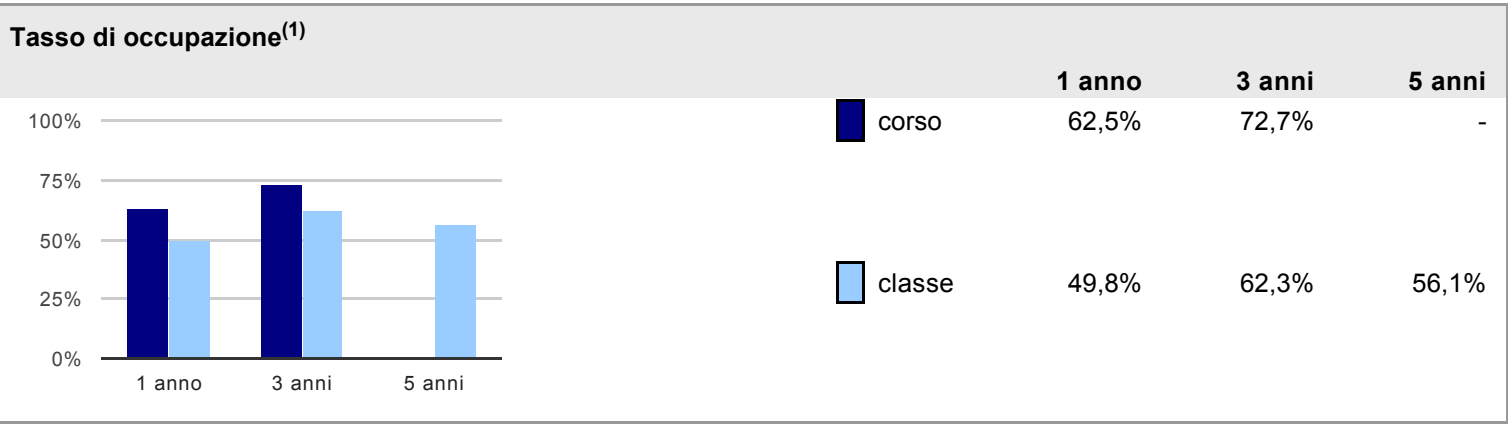 Tasso di occupazione(1)
1 anno 3 anni 5 anni
100%
75%
50%
25%
0%
1 anno 3 anni 5 anni
corso 62,5% 72,7% -
classe 49,8% 62,3% 56,1%